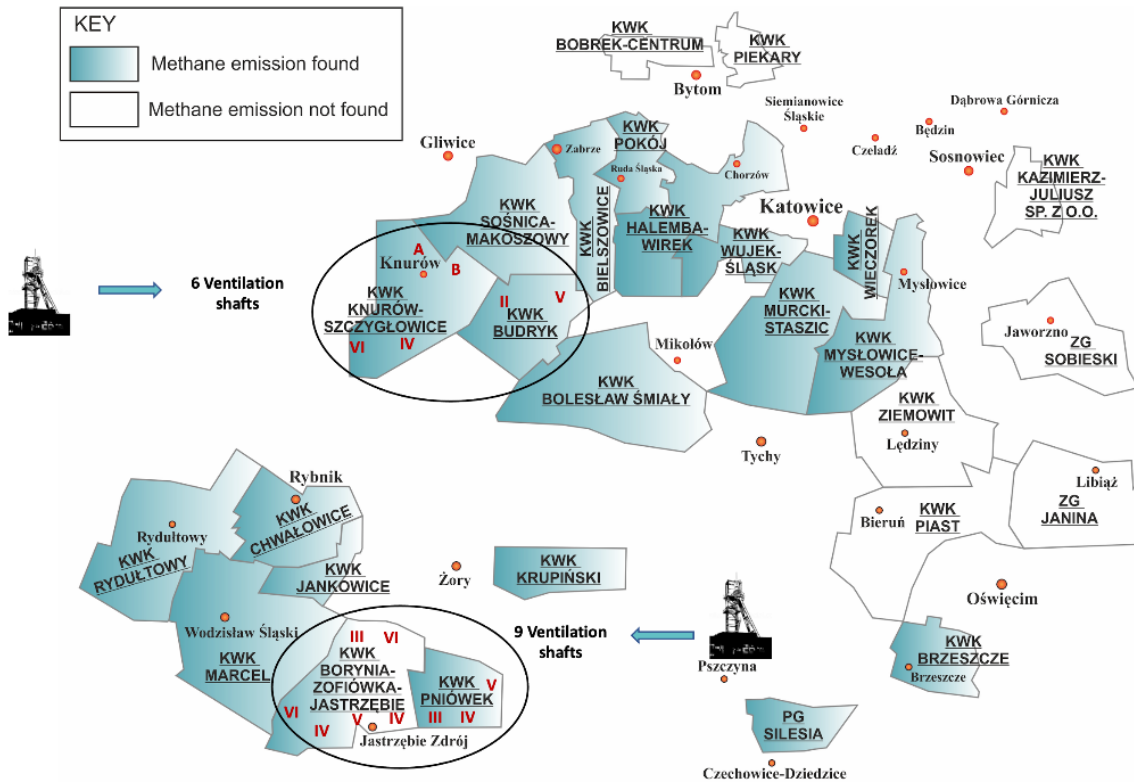 KEY
Methane emission found
Methane emission not found
KWK
BOBREK-CENTRUM
KWK
PIEKARY
Bytom
Siemianowice
Śląskie
Dąbrowa Górnicza
Będzin
Czeladź
Sosnowiec
KWK
KAZIMIERZ-
JULIUSZ
SP. Z O.O.
Gliwice
Zabrze
KWK
POKÓJ
Ruda Śląska
Chorzów
Katowice
KWK
SOŚNICA-
MAKOSZOWY
KWK
BIELSZOWICE
KWK
HALEMBA-
WIREK
KWK
WUJEK-
ŚLĄSK
KWK
WIECZOREK
Mysłowice
KWK
MURCKI-
STASZIC
KWK
MYSŁOWICE-
WESOŁA
Jaworzno
ZG
SOBIESKI
6 Ventilation
shafts
A
Knurów
B
KWK
KNURÓW-
SZCZYGŁOWICE
VI
IV
II
V
KWK
BUDRYK
Mikołów
KWK
BOLESŁAW ŚMIAŁY
KWK
ZIEMOWIT
Lędziny
Tychy
Libiąż
ZG
JANINA
Bieruń
KWK
PIAST
Oświęcim
Rybnik
KWK
CHWAŁOWICE
Rydułtowy
KWK
RYDUŁTOWY
KWK
JANKOWICE
Żory
KWK
KRUPIŃSKI
Wodzisław Śląski
KWK
MARCEL
9 Ventilation
shafts
III
VI
KWK
BORYNIA-
ZOFIÓWKA-
JASTRZĘBIE
VI
IV
V
IV
Jastrzębie Zdrój
KWK
PNIÓWEK
V
III
IV
Pszczyna
KWK
BRZESZCZE
Brzeszcze
PG
SILESIA
Czechowice-Dziedzice